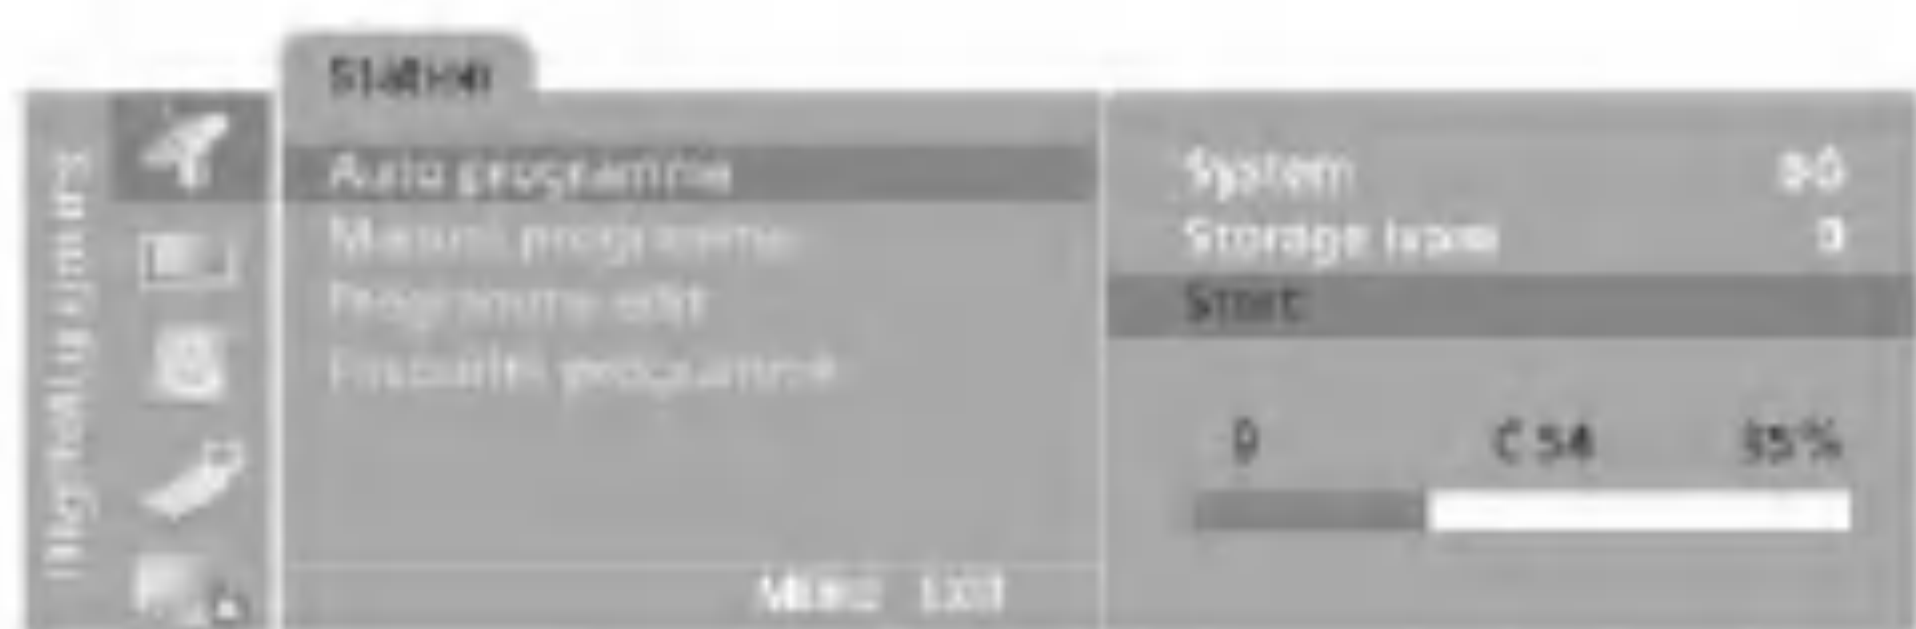 Station
Auto programme
Manual programme
Programme edit
Favourite programme
MENU EXIT
System
Storage from 0
Start
C 54 35%